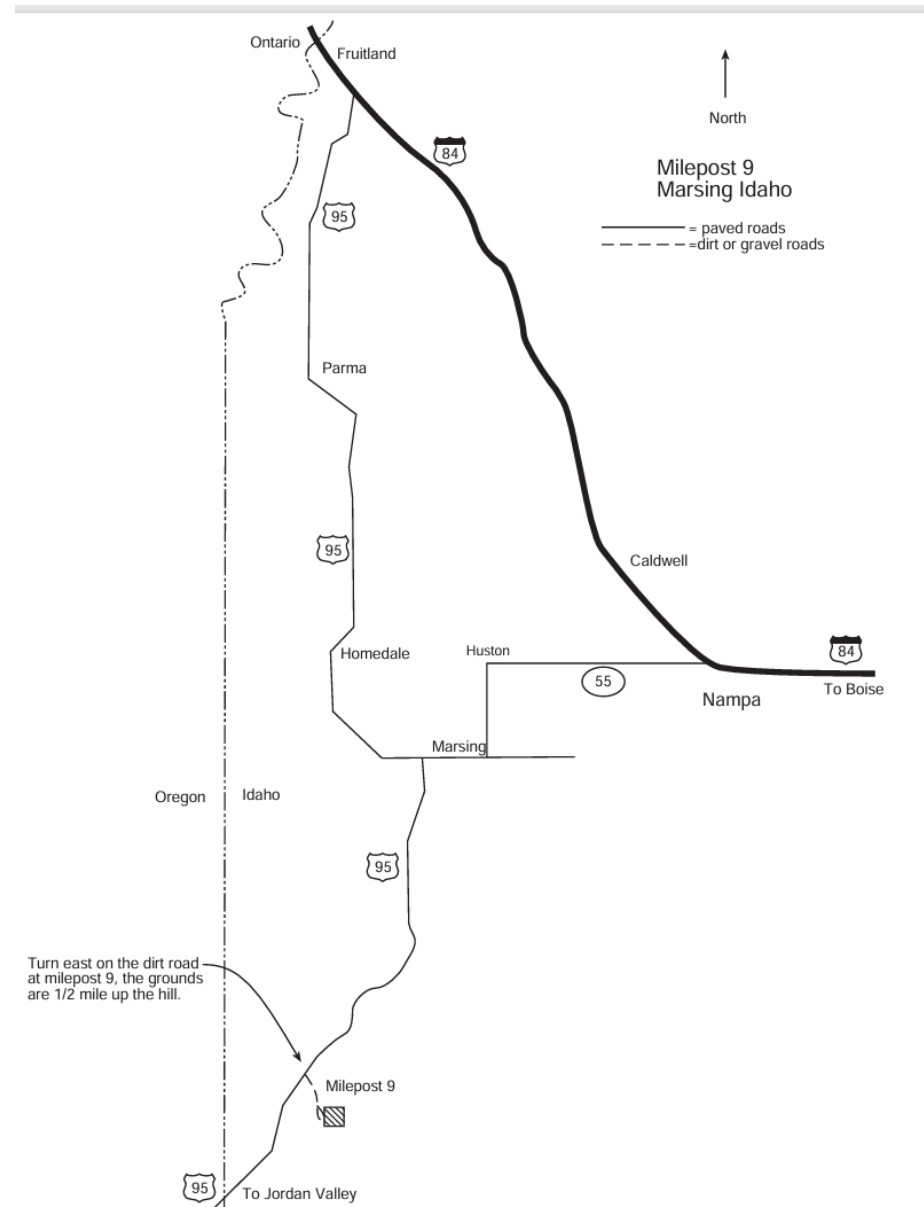 Ontario
Fruitland
North
84
Milepost 9
Marsing Idaho
95
= paved roads
=dirt or gravel roads
Parma
95
Caldwell
Homedale
Huston
84
55
To Boise
Nampa
Marsing
Oregon
Idaho
95
Turn east on the dirt road
at milepost 9, the grounds
are 1/2 mile up the hill.
Milepost 9
95
To Jordan Valley